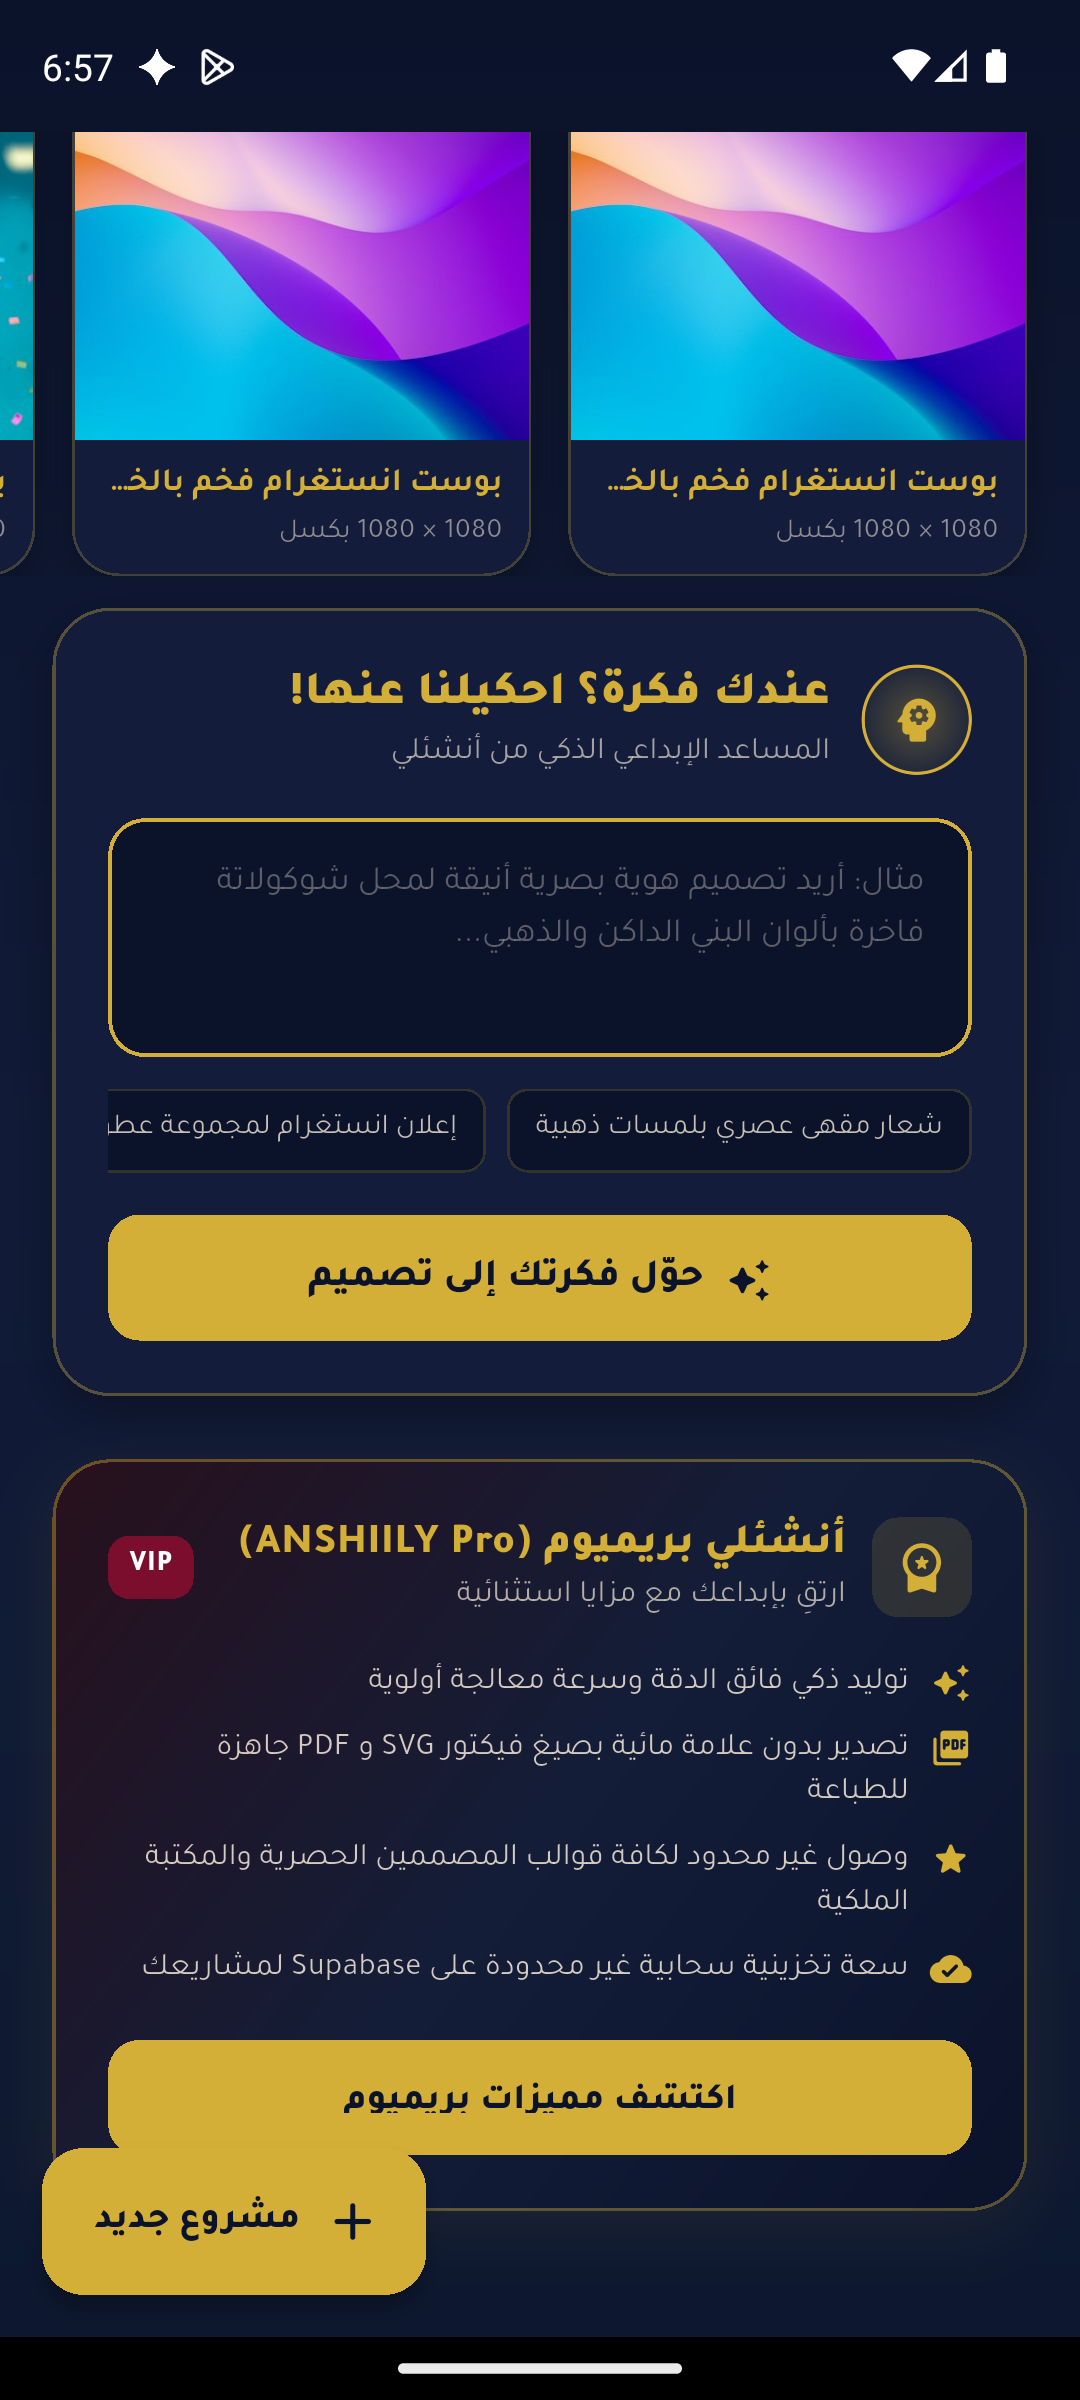 6:57
بوست انستغرام فخم بالخ...
1080 × 1080 بكسل
بوست انستغرام فخم بالخ...
1080 × 1080 بكسل
عندك فكرة؟ احكيلنا عنها!
المساعد الإبداعي الذكي من أنشئلي
مثال: أريد تصميم هوية بصرية أنيقة لمحل شوكولاتة
فاخرة بألوان البني الداكن والذهبي...
شعار مقهى عصري بلمسات ذهبية
إعلان انستغرام لمجموعة
حوّل فكرتك إلى تصميم
أنشئلي بريميوم (ANSHIILY Pro)
VIP
ارتقِ بإبداعك مع مزايا استثنائية
توليد ذكي فائق الدقة وسرعة معالجة أولوية
PDF
تصدير بدون علامة مائية بصيغ فيكتور SVG و PDF جاهزة
للطباعة
وصول غير محدود لكافة قوالب المصممين الحصرية والمكتبة
الملكية
سعة تخزينية سحابية غير محدودة على Supabase لمشاريعك
اكتشف مميزات بريميوم
مشروع جديد